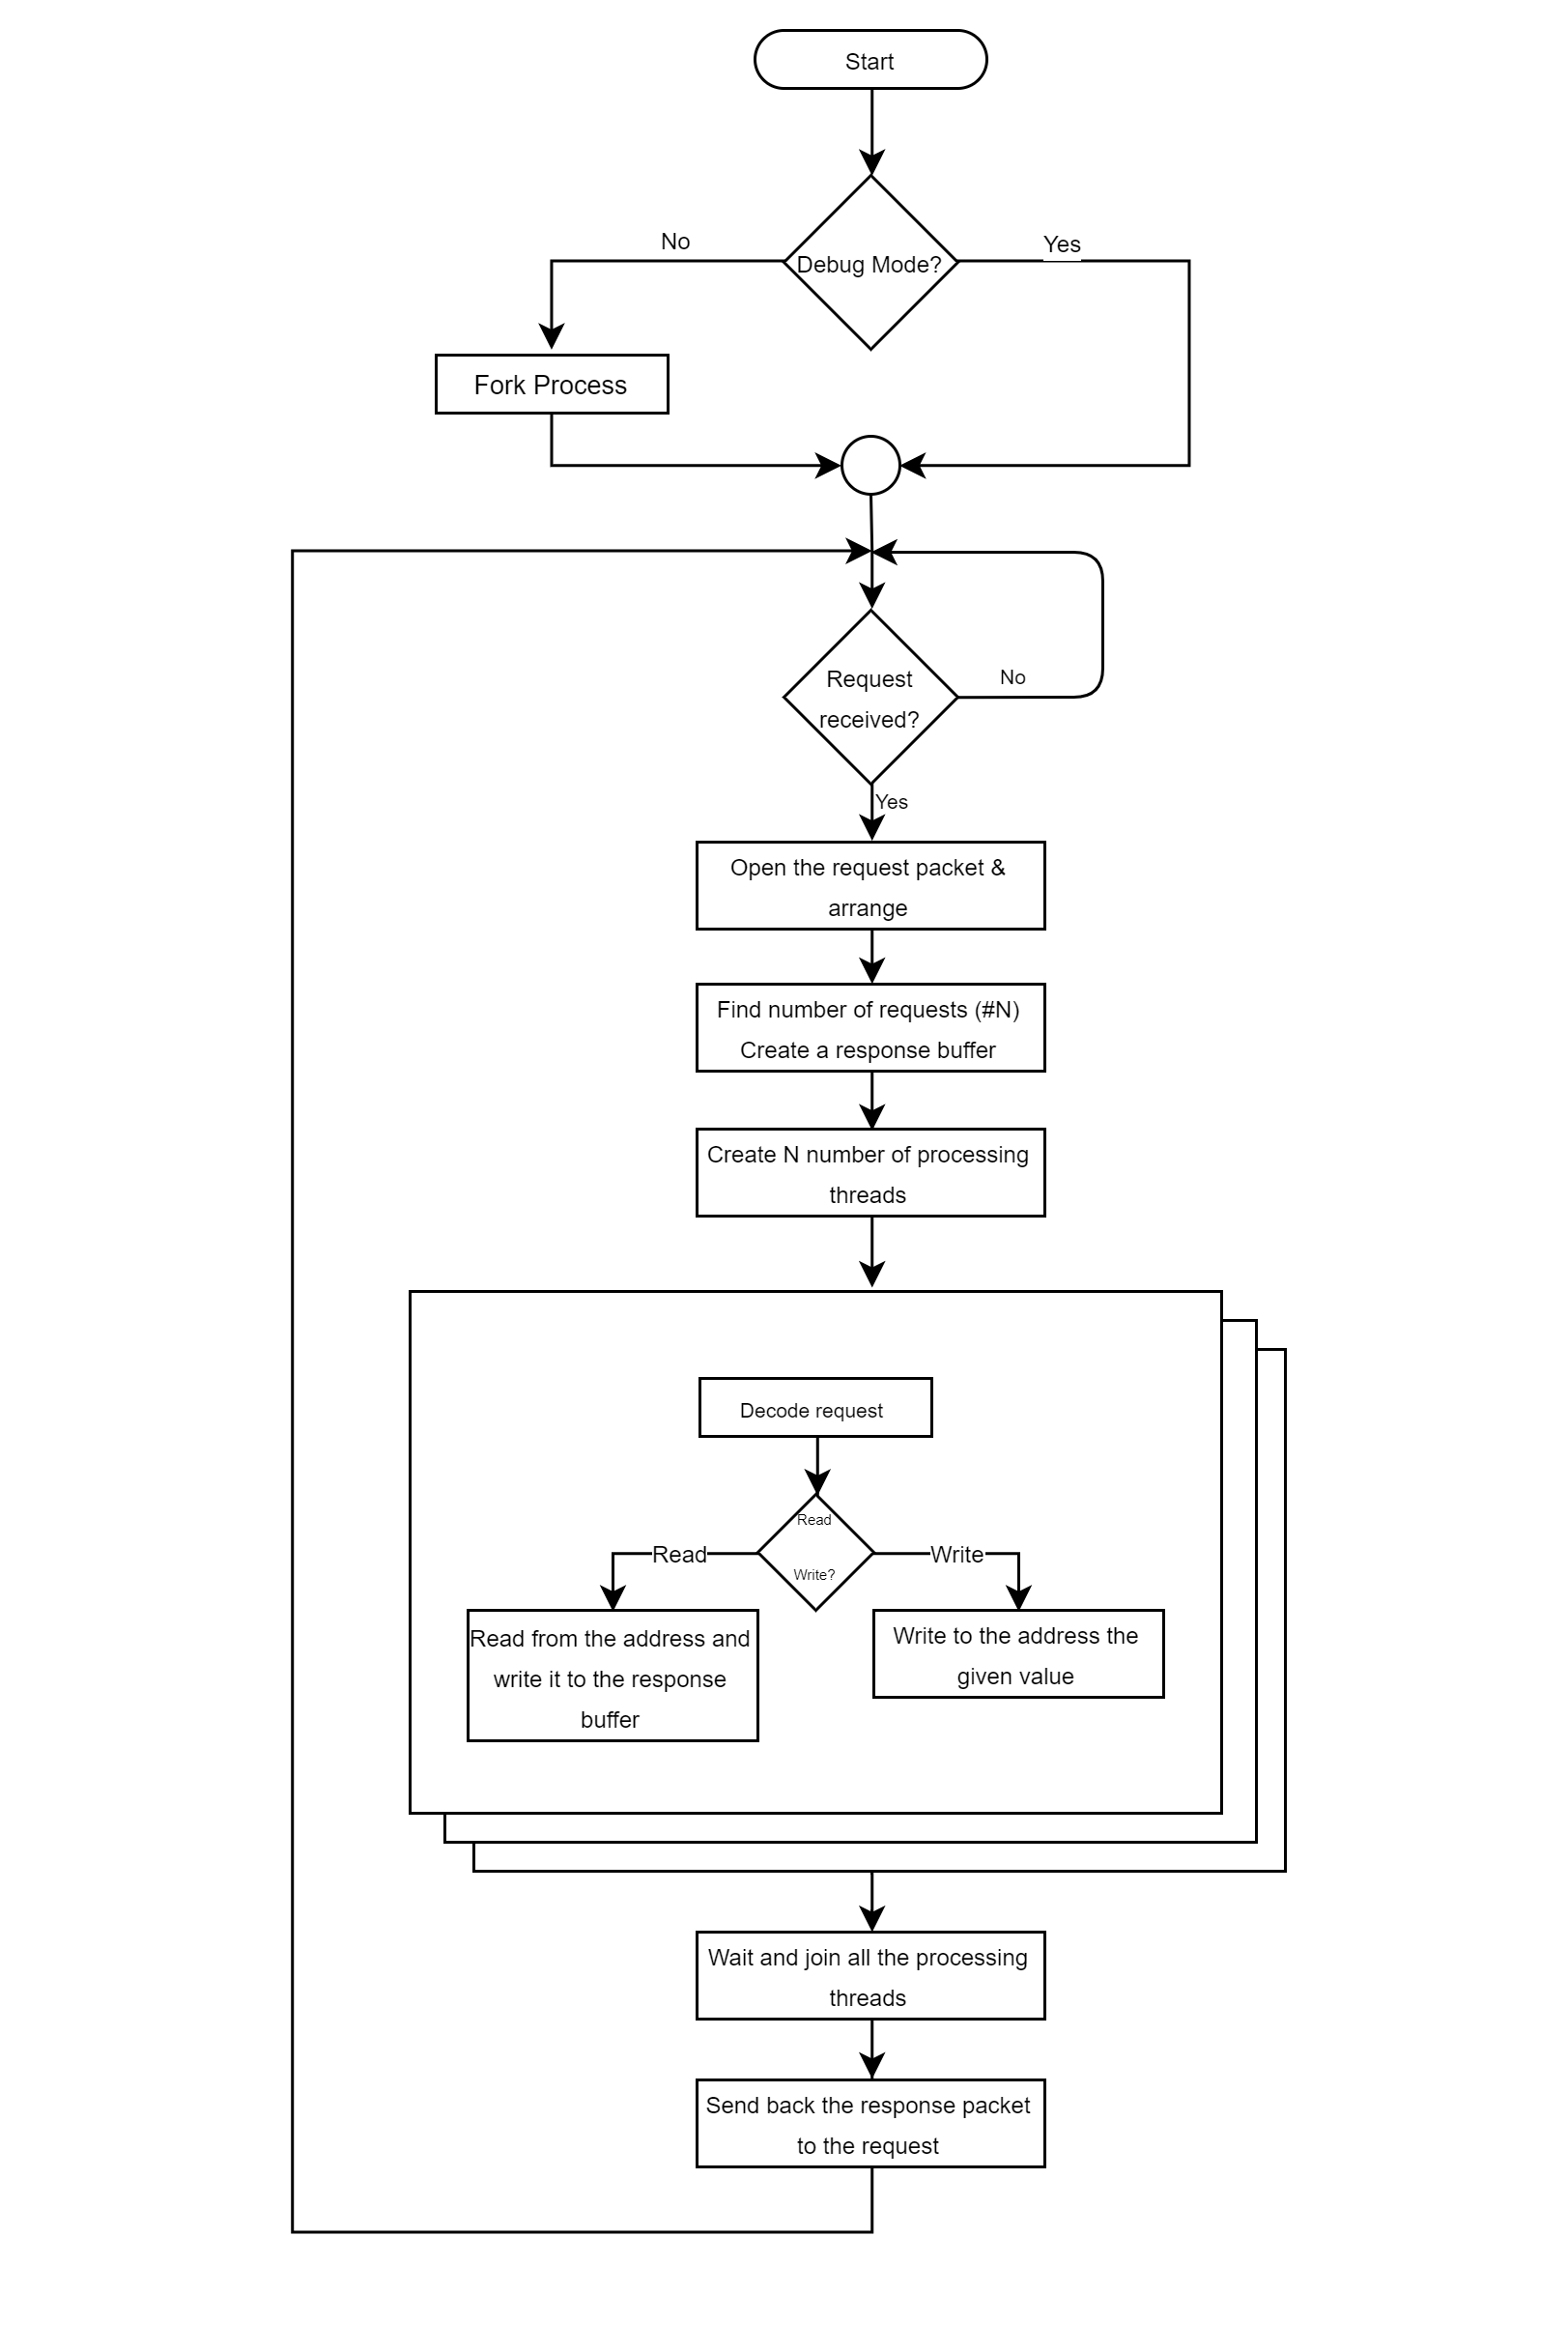 Start
Debug Mode?
No
Yes
Fork Process
Request
received?
No
Yes
Open the request packet &
arrange
Find number of requests (#N)
Create a response buffer
Create N number of processing
threads
Decode request
Read
Write?
Read
Write
Read from the address and
write it to the response
buffer
Write to the address the
given value
Wait and join all the processing
threads
Send back the response packet
to the request